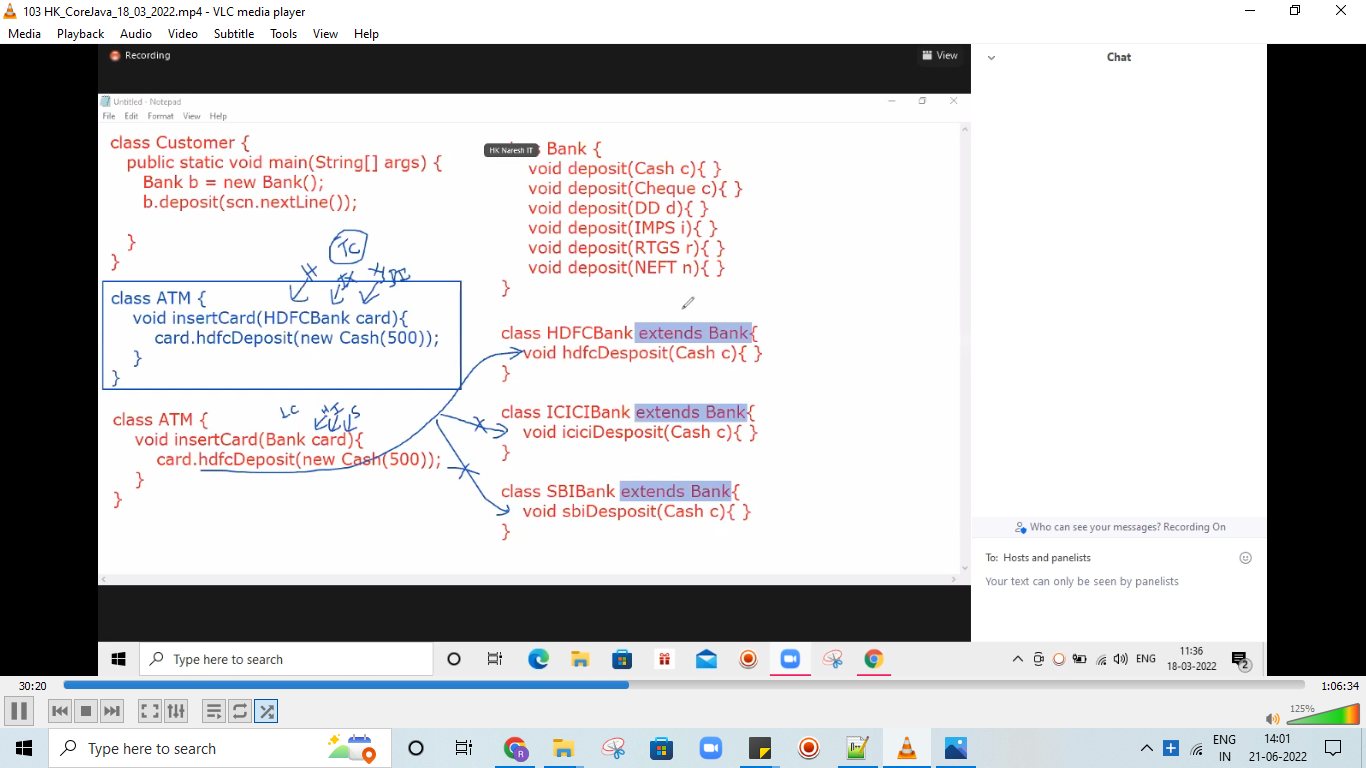 103 HK_CoreJava_18_03_2022.mp4 - VLC media player
Media Playback Audio Video Subtitle Tools View Help
Recording
View
Chat
Untitled - Notepad
File Edit Format View Help
class Customer {
public static void main(String[] args) {
Bank b = new Bank();
b.deposit(scn.nextLine());
}
}
TC
class ATM {
void insertCard(HDFCBank card){
card.hdfcDeposit(new Cash(500));
}
}
class ATM {
void insertCard(Bank card){
card.hdfcDeposit(new Cash(500));
}
}
HK Naresh IT
Bank {
void deposit(Cash c){ }
void deposit(Cheque c){ }
void deposit(DD d){ }
void deposit(IMPS i){ }
void deposit(RTGS r){ }
void deposit(NEFT n){ }
}
class HDFCBank extends Bank{
void hdfcDesposit(Cash c){ }
}
class ICICIBank extends Bank{
void iciciDesposit(Cash c){ }
}
class SBIBank extends Bank{
void sbiDesposit(Cash c){ }
}
Who can see your messages? Recording On
To: Hosts and panelists
Your text can only be seen by panelists
Type here to search
ENG
11:36
18-03-2022
2
30:20
1:06:34
125%
Type here to search
ENG
IN
14:01
21-06-2022